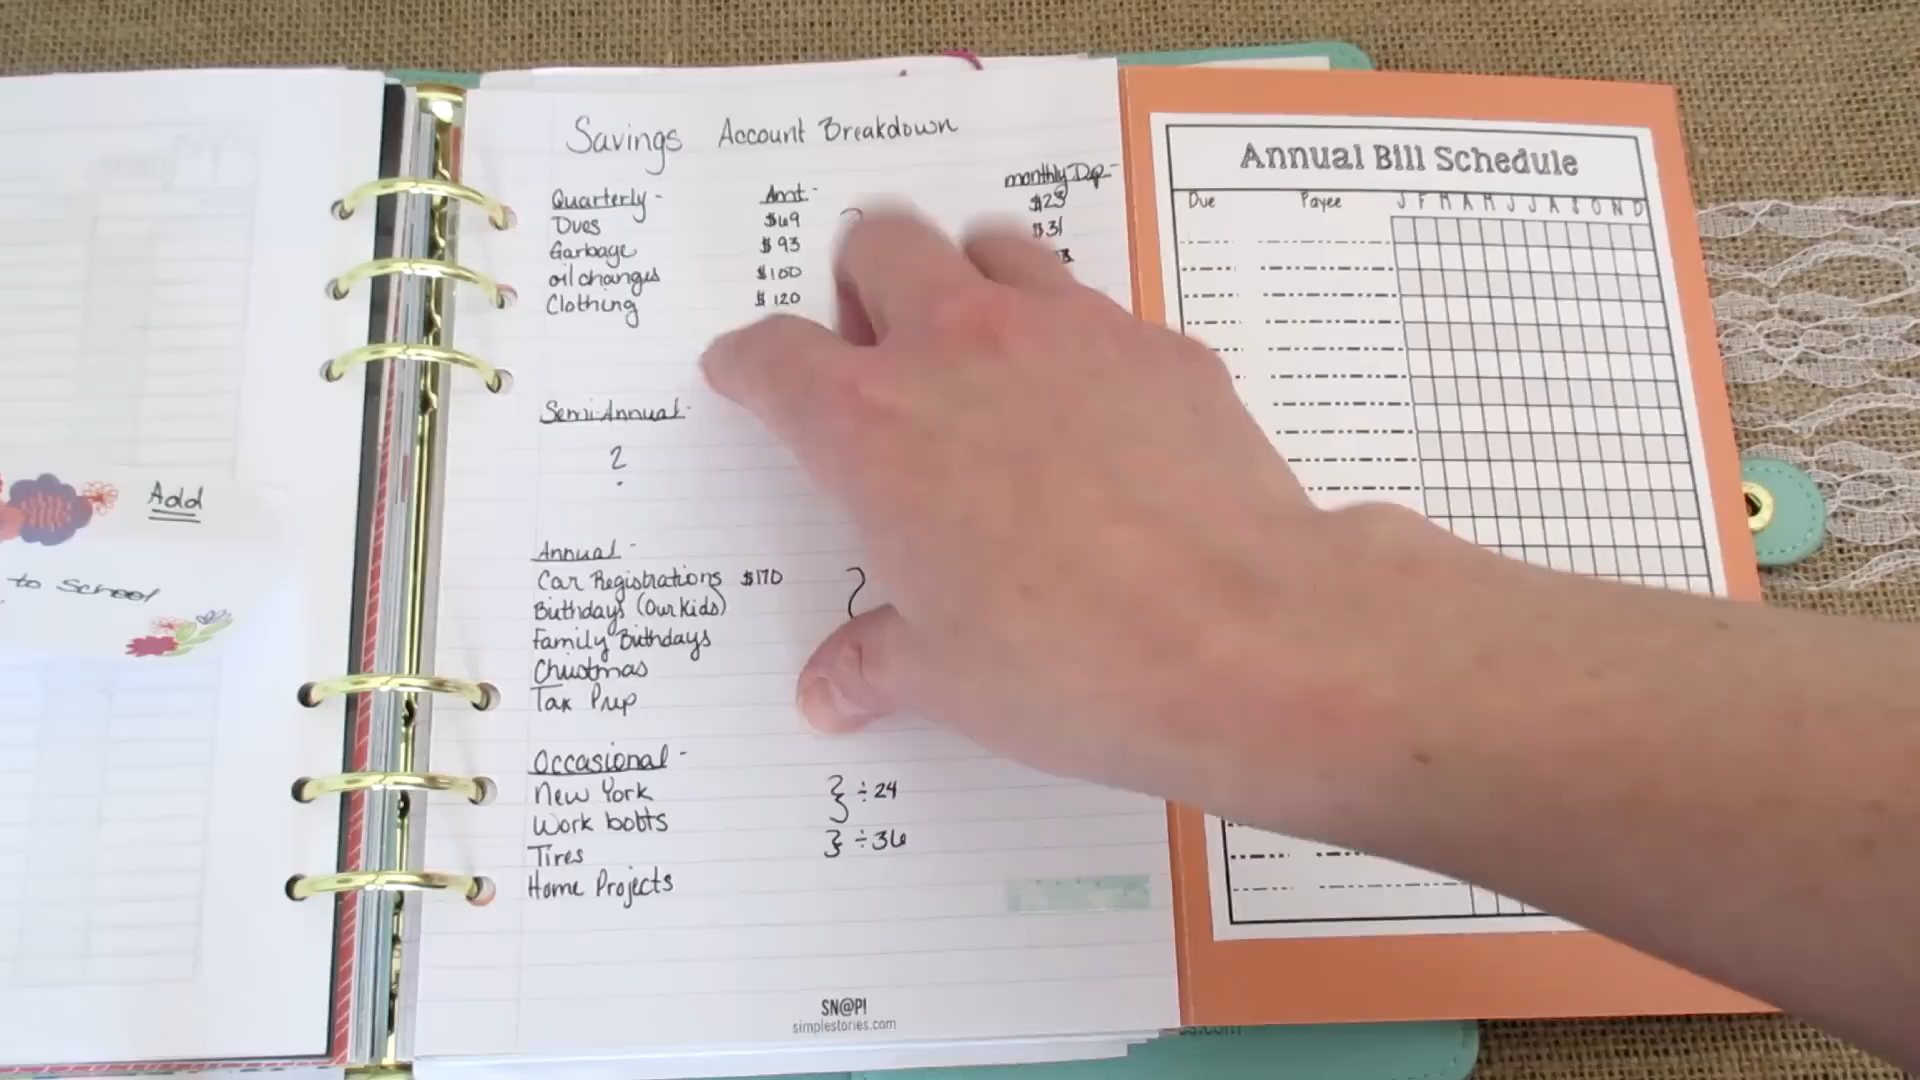 Add
to School
Savings Account Breakdown
Quarterly - Amt - monthly Dep -
Dues $69 $23
Garbage $93 $31
oil changes $100
Clothing $120
Semi-Annual -
?
Annual -
Car Registrations $170
Birthdays (Our kids)
Family Birthdays
Christmas
Tax Prep
Occasional -
New York } ÷24
Work boots
Tires } ÷36
Home Projects
SN@P!
simplestories.com
Annual Bill Schedule
Due Payee J F M A M J J A S O N D